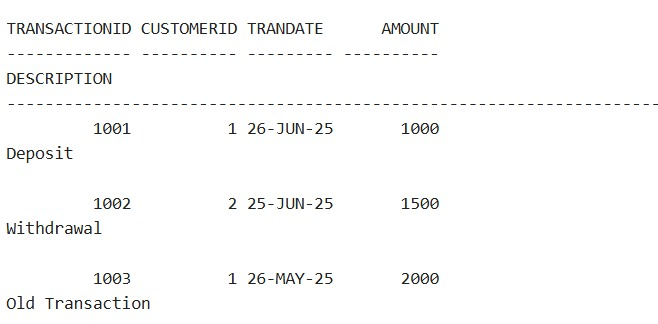 TRANSACTIONID CUSTOMERID TRANDATE      AMOUNT
------------- ---------- --------- ----------
DESCRIPTION
--------------------------------------------------------------------
         1001          1 26-JUN-25       1000
Deposit
         1002          2 25-JUN-25       1500
Withdrawal
         1003          1 26-MAY-25       2000
Old Transaction